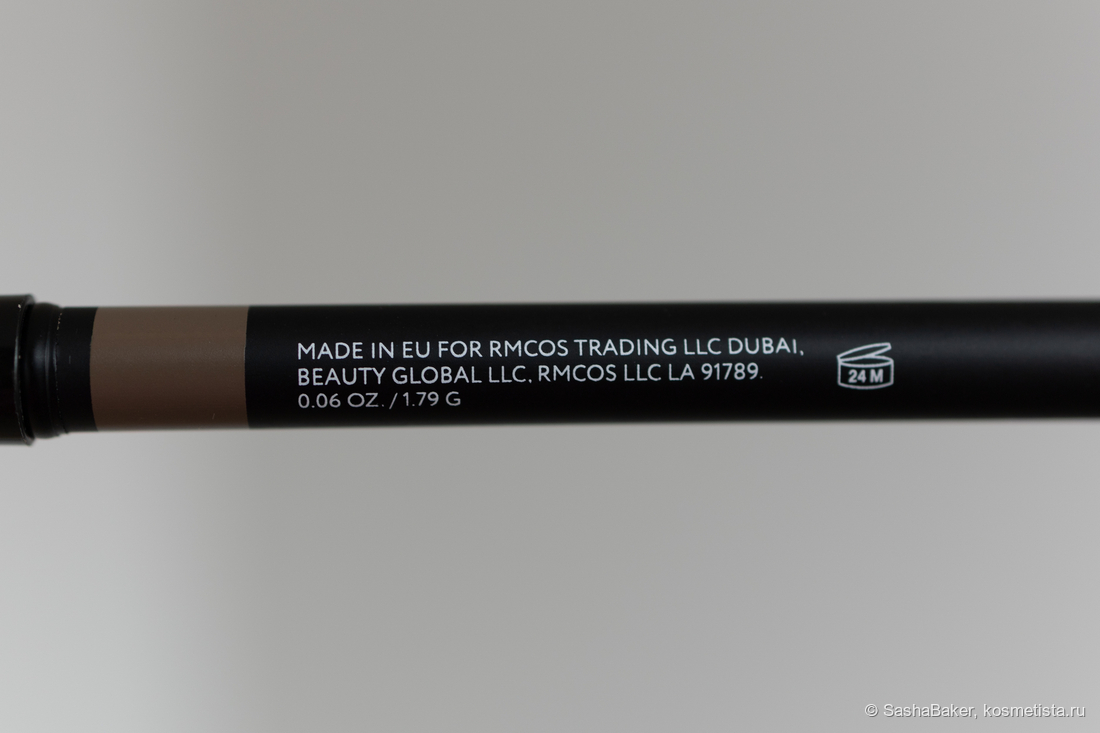 MADE IN EU FOR RMCOS TRADING LLC DUBAI,
BEAUTY GLOBAL LLC, RMCOS LLC LA 91789.
0.06 OZ. / 1.79 G
24 M
© SashaBaker, kosmetista.ru